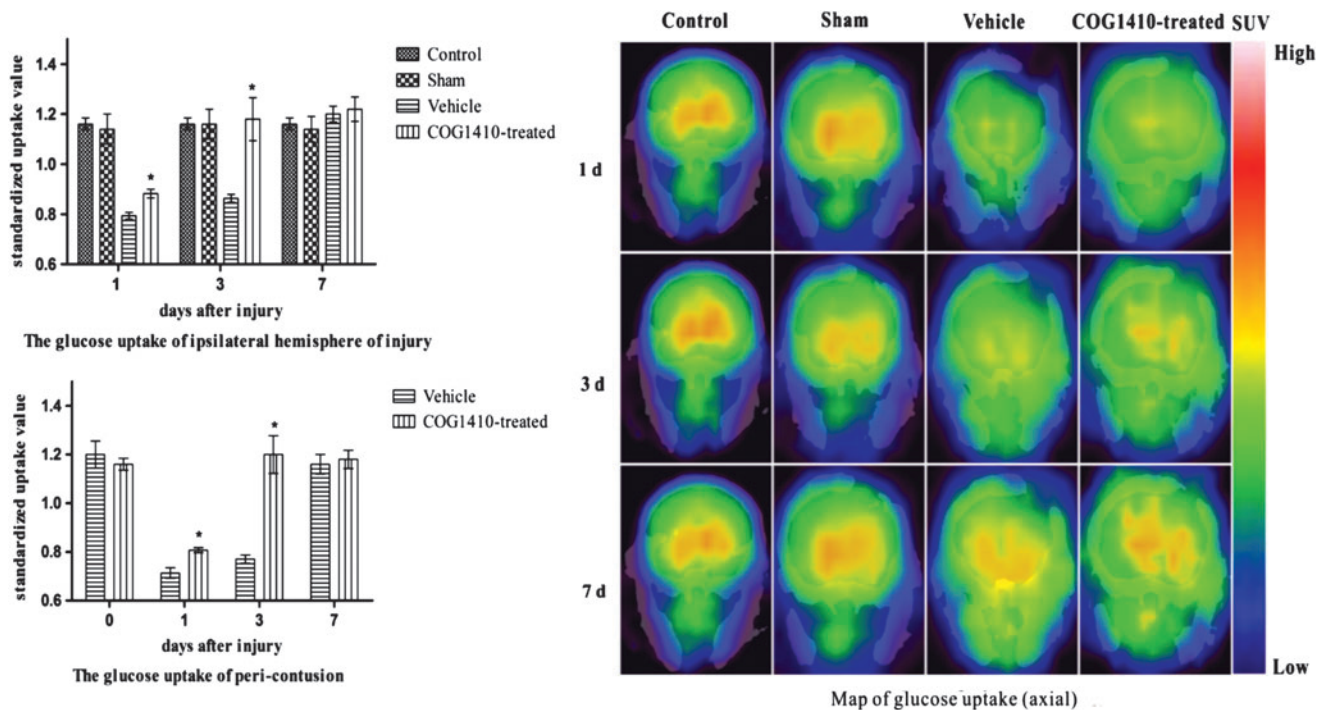 Control
Sham
Vehicle
COG1410-treated
1.4
1.2
1.0
0.8
0.6
standardized uptake value
1
3
7
*
*
days after injury
The glucose uptake of ipsilateral hemisphere of injury
Vehicle
COG1410-treated
1.4
1.2
1.0
0.8
0.6
standardized uptake value
0
1
3
7
*
*
days after injury
The glucose uptake of peri-contusion
Control
Sham
Vehicle
COG1410-treated
SUV
High
1 d
3 d
7 d
Low
Map of glucose uptake (axial)